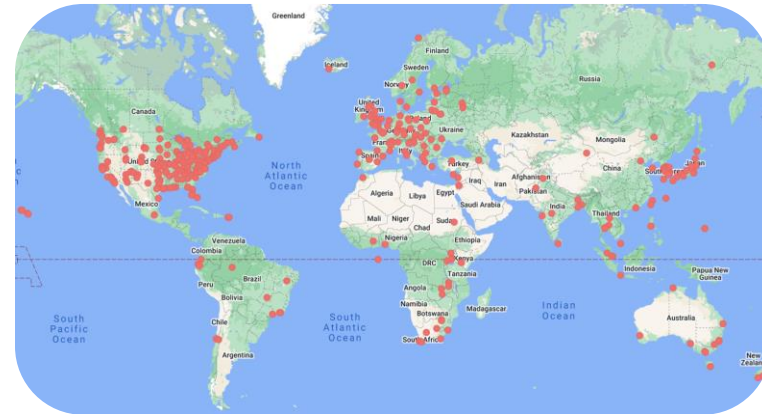 Greenland
Iceland
Finland
Sweden
Norway
Russia
Canada
United
Kingdom
Ukraine
Kazakhstan
Mongolia
North
Atlantic
Ocean
Spain
Italy
Turkey
Afghanistan
China
South Korea
Japan
Iraq
Iran
Pakistan
Algeria
Libya
Egypt
Saudi Arabia
India
Mexico
Mali
Niger
Chad
Sudan
Thailand
Nigeria
Ethiopia
Venezuela
Colombia
DRC
Kenya
Tanzania
Indonesia
Papua New
Guinea
Brazil
Peru
Angola
Bolivia
Namibia
Botswana
Madagascar
Indian
Ocean
South
Pacific
Ocean
South
Atlantic
Ocean
Chile
Australia
South Africa
Argentina
New
Zealand